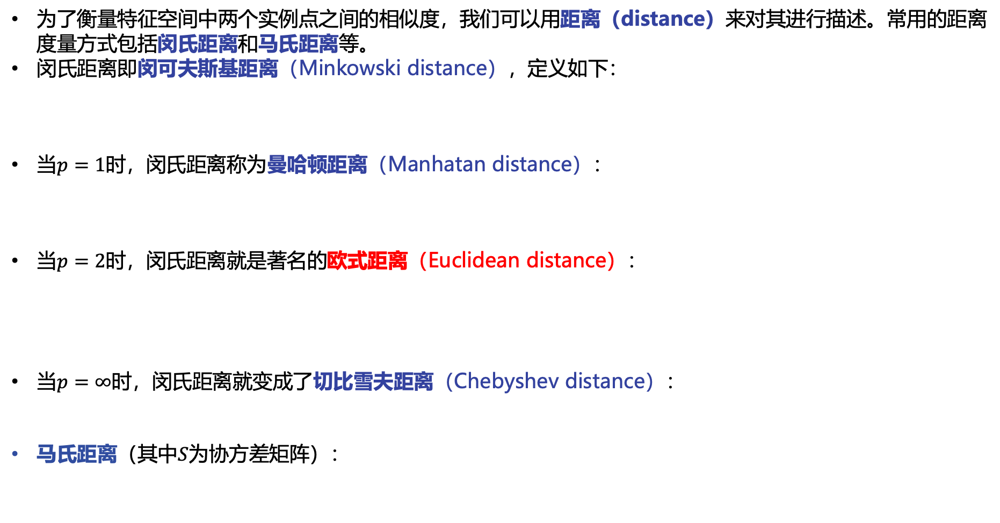 • 为了衡量特征空间中两个实例点之间的相似度，我们可以用距离（distance）来对其进行描述。常用的距离
度量方式包括闵氏距离和马氏距离等。
• 闵氏距离即闵可夫斯基距离（Minkowski distance），定义如下：
• 当p = 1时，闵氏距离称为曼哈顿距离（Manhatan distance）：
• 当p = 2时，闵氏距离就是著名的欧式距离（Euclidean distance）：
• 当p = ∞时，闵氏距离就变成了切比雪夫距离（Chebyshev distance）：
• 马氏距离（其中S为协方差矩阵）：